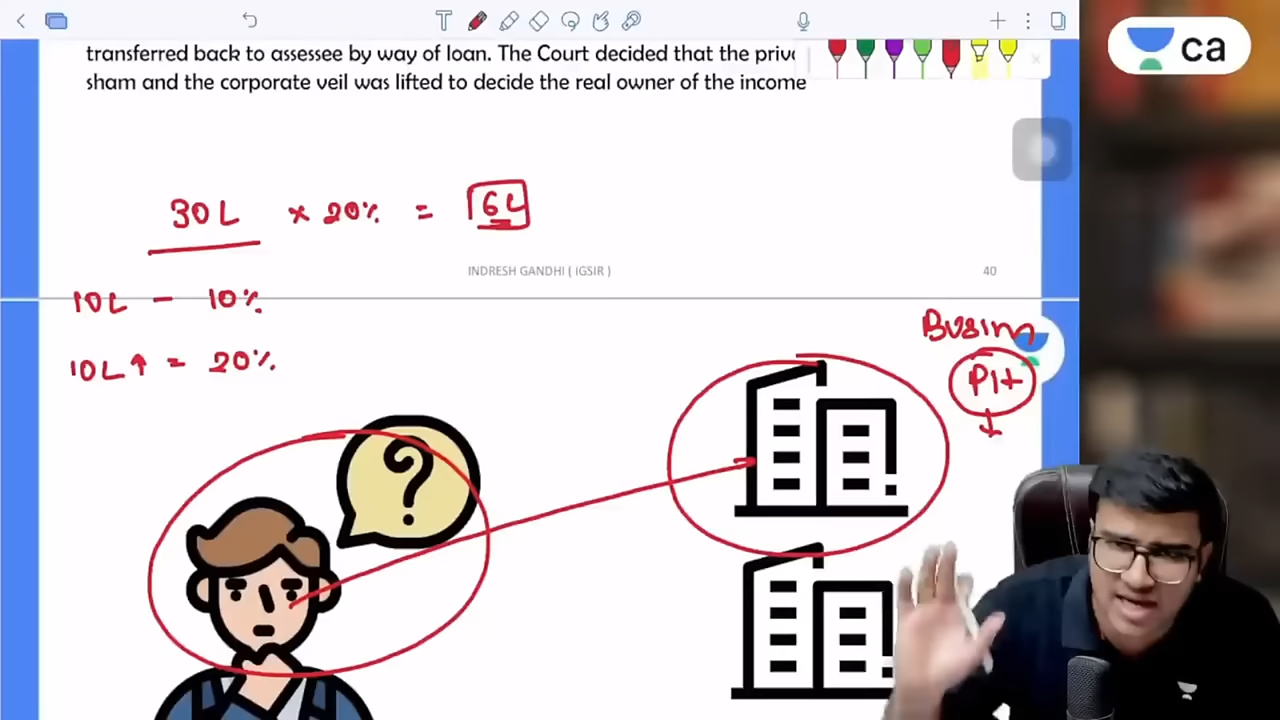 T
ca
transferred back to assessee by way of loan. The Court decided that the priv
sham and the corporate veil was lifted to decide the real owner of the income
30L × 20% = 6L
INDRESH GANDHI ( IGSIR )
40
10L - 10%
10L↑ = 20%
Busin
Plt
?